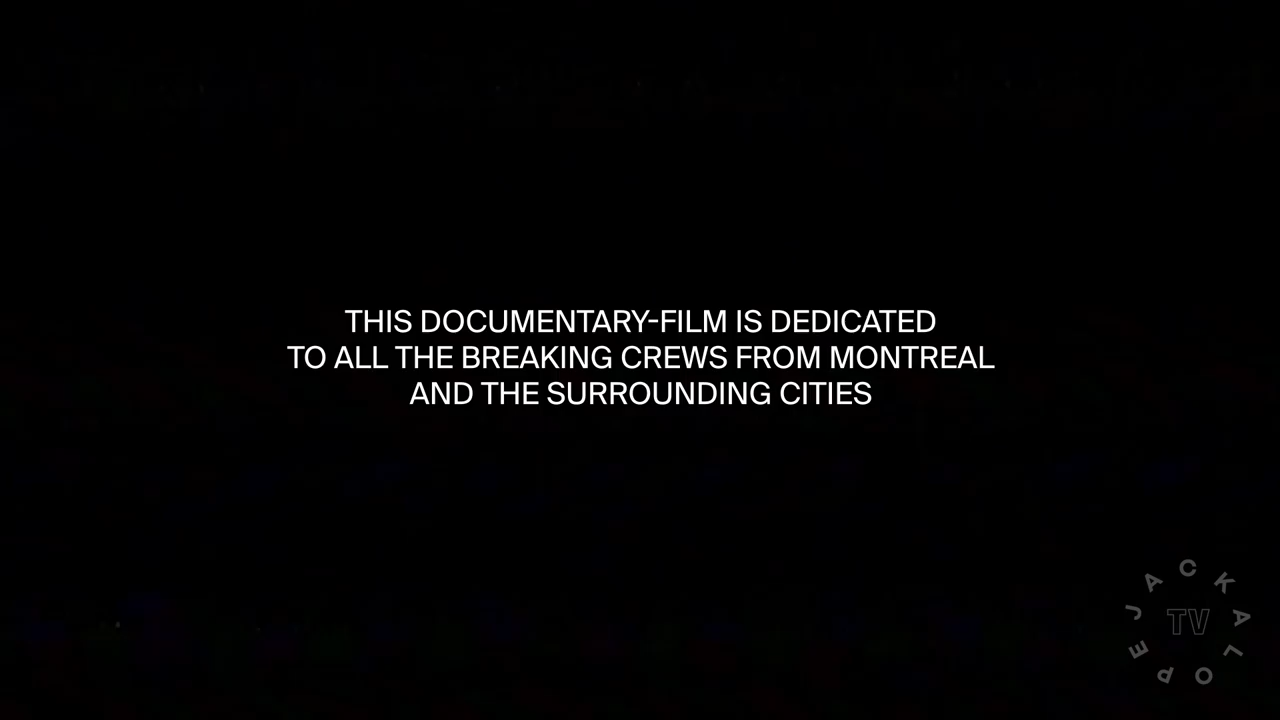 THIS DOCUMENTARY-FILM IS DEDICATED
TO ALL THE BREAKING CREWS FROM MONTREAL
AND THE SURROUNDING CITIES
JACKALOPE
TV